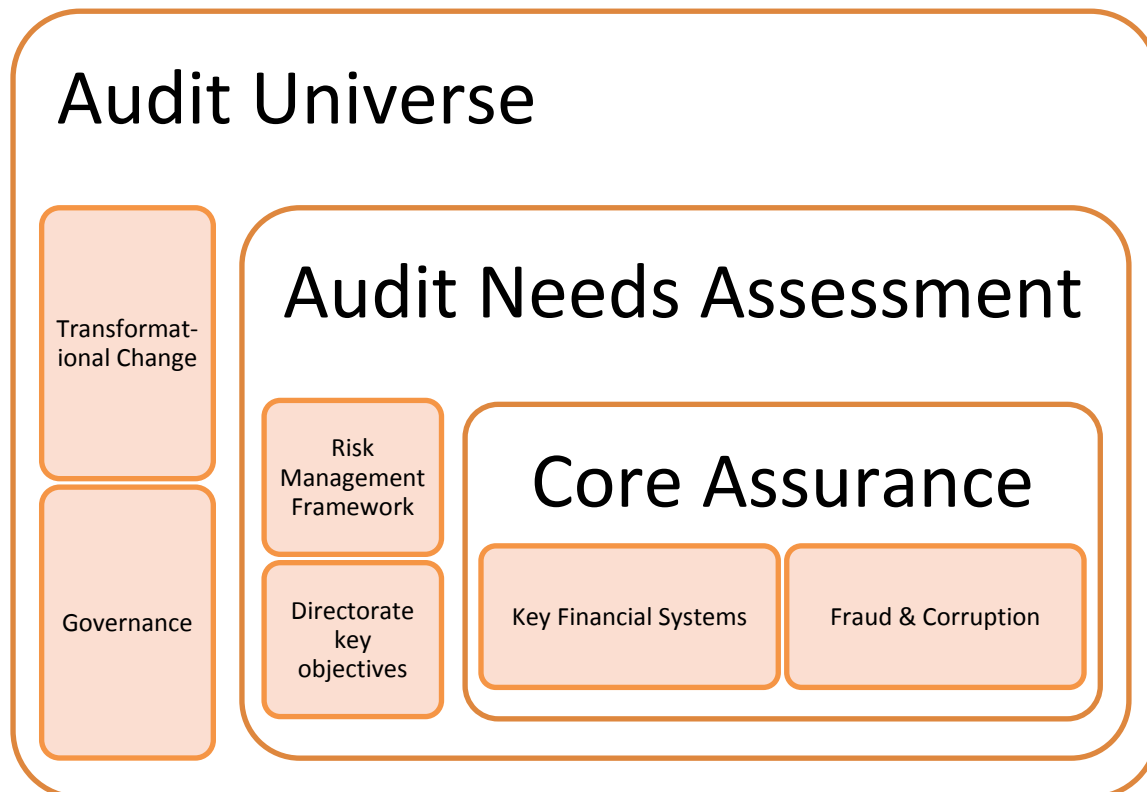 Audit Universe
Transformat-
ional Change
Governance
Audit Needs Assessment
Risk
Management
Framework
Directorate
key
objectives
Core Assurance
Key Financial Systems
Fraud & Corruption